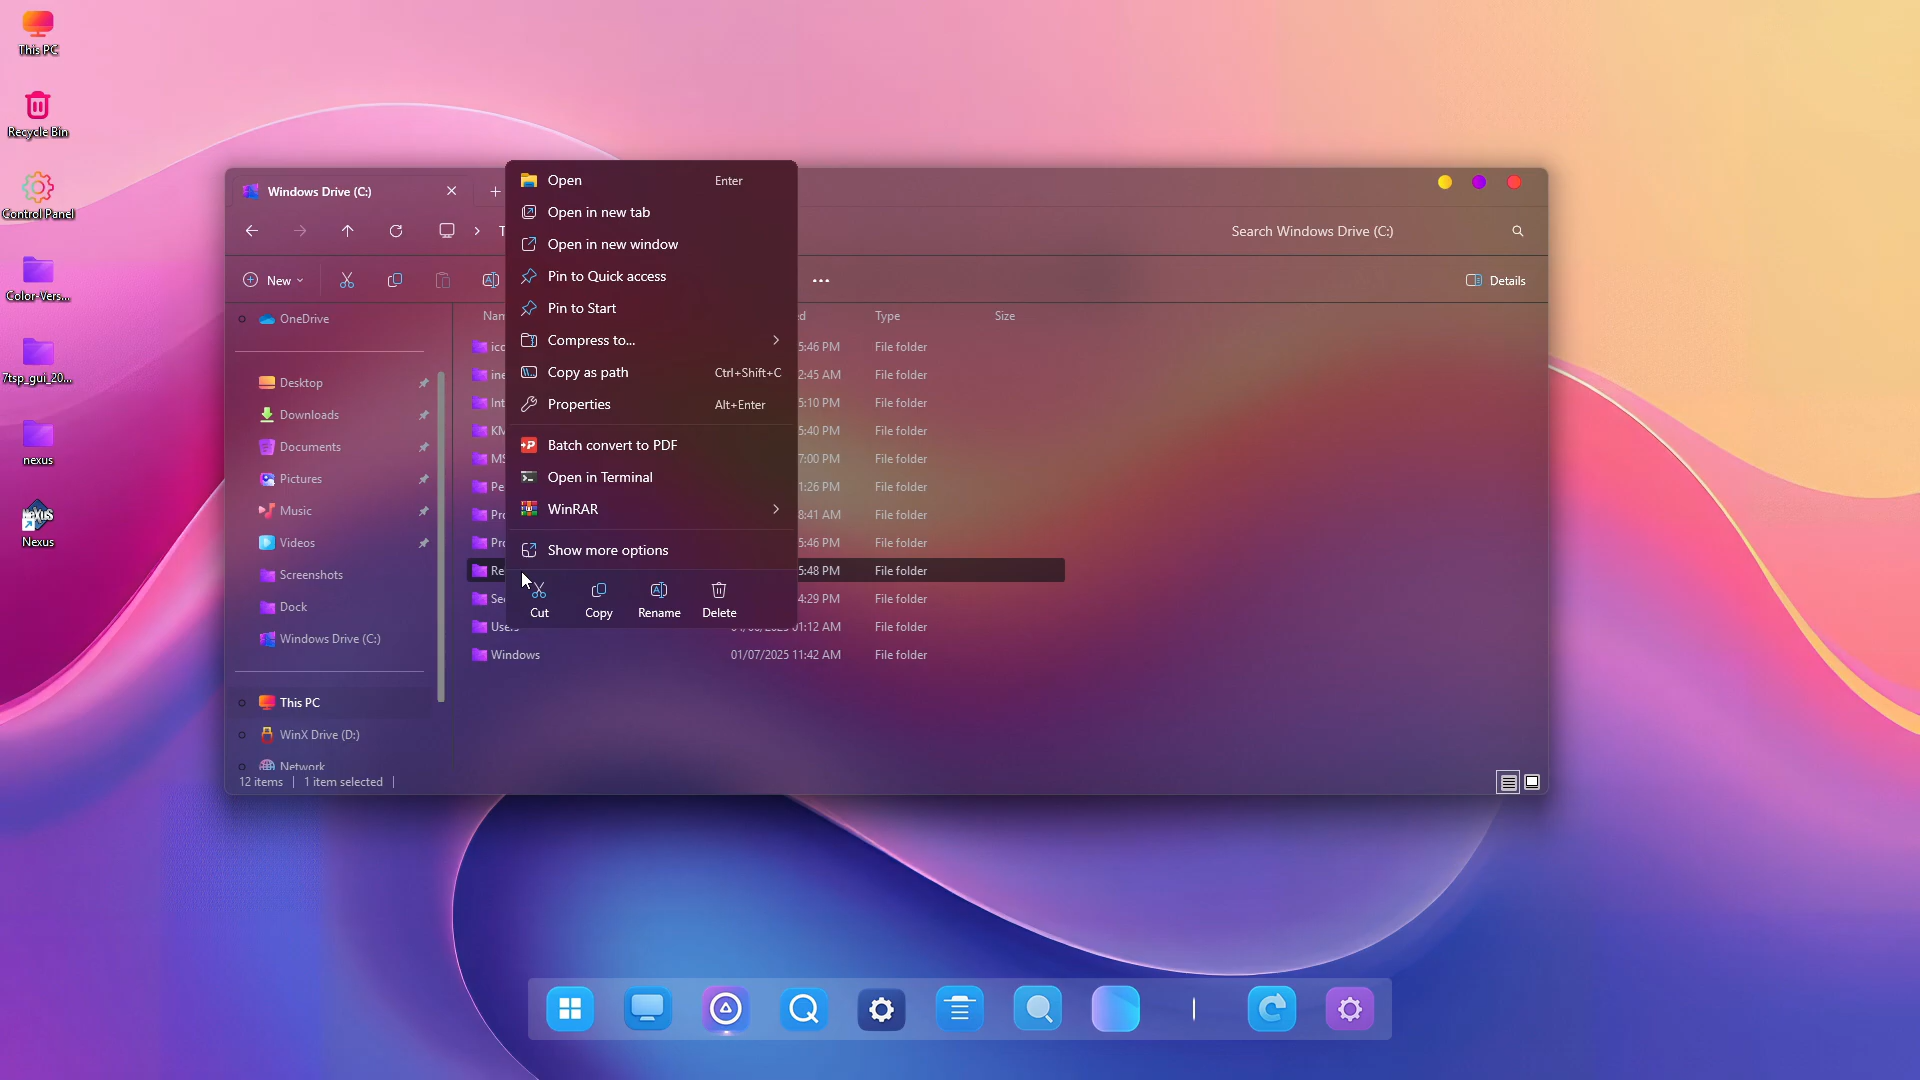 This PC
Recycle Bin
Control Panel
Color-Vers...
7tsp_gui_20...
nexus
NexuS
Nexus
Windows Drive (C:)
Search Windows Drive (C:)
New
Details
OneDrive
Desktop
Downloads
Documents
Pictures
Music
Videos
Screenshots
Dock
Windows Drive (C:)
This PC
WinX Drive (D:)
Network
12 items
1 item selected
Open Enter
Open in new tab
Open in new window
Pin to Quick access
Pin to Start
Compress to...
Copy as path Ctrl+Shift+C
Properties Alt+Enter
Batch convert to PDF
Open in Terminal
WinRAR
Show more options
Cut Copy Rename Delete
Type Size
5:46 PM File folder
2:45 AM File folder
5:10 PM File folder
5:40 PM File folder
7:00 PM File folder
1:26 PM File folder
8:41 AM File folder
5:46 PM File folder
5:48 PM File folder
4:29 PM File folder
Users 01:12 AM File folder
Windows 01/07/2025 11:42 AM File folder